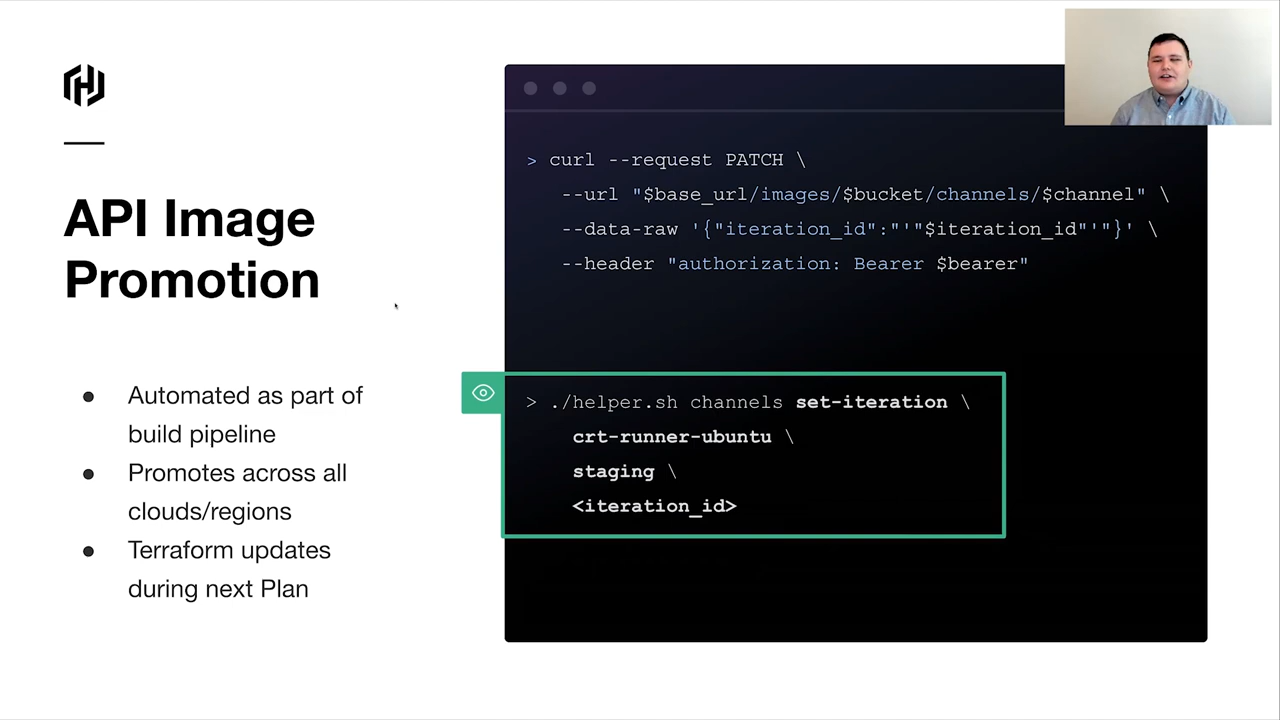 API Image
Promotion
● Automated as part of
build pipeline
● Promotes across all
clouds/regions
● Terraform updates
during next Plan
> curl --request PATCH \
--url "$base_url/images/$bucket/channels/$channel" \
--data-raw '{"iteration_id":"'"$iteration_id"'"}' \
--header "authorization: Bearer $bearer"
> ./helper.sh channels set-iteration \
crt-runner-ubuntu \
staging \
<iteration_id>